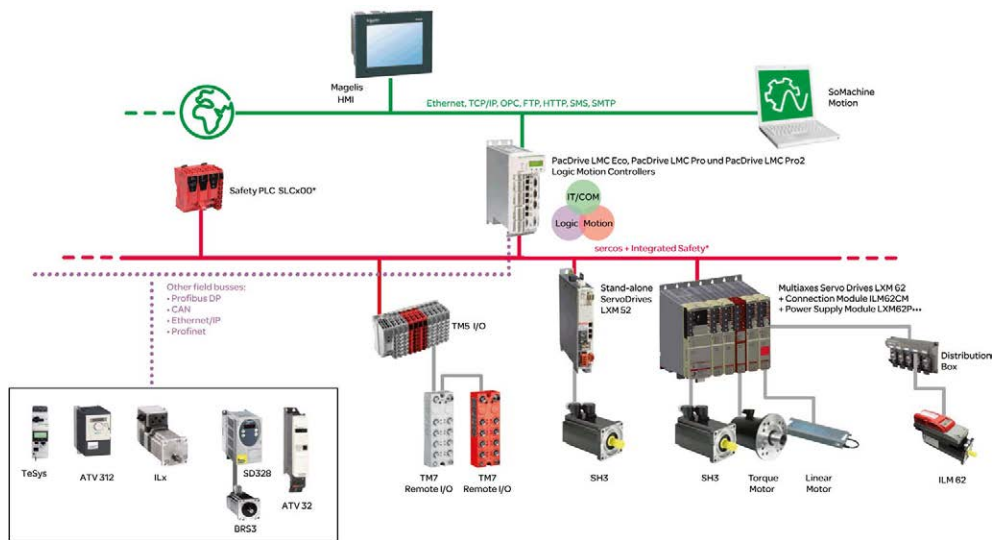 Magelis
HMI
Ethernet, TCP/IP, OPC, FTP, HTTP, SMS, SMTP
SoMachine
Motion
Safety PLC SLCx00*
PacDrive LMC Eco, PacDrive LMC Pro und PacDrive LMC Pro2
Logic Motion Controllers
IT/COM
Logic
Motion
sercos + Integrated Safety*
Other field busses:
• Profibus DP
• CAN
• Ethernet/IP
• Profinet
TM5 I/O
Stand-alone
ServoDrives
LXM 52
Multiaxes Servo Drives LXM 62
+ Connection Module ILM62CM
+ Power Supply Module LXM62P•••
Distribution
Box
TeSys
ATV 312
ILx
SD328
BRS3
ATV 32
TM7
Remote I/O
TM7
Remote I/O
SH3
SH3
Torque
Motor
Linear
Motor
ILM 62